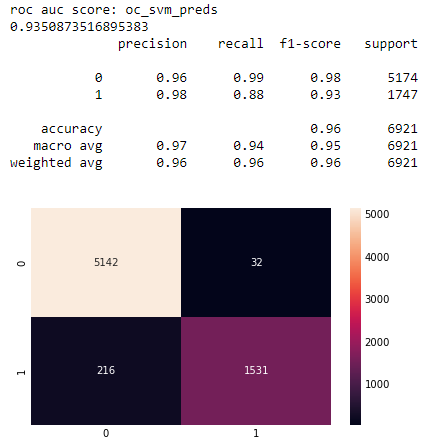 roc auc score: oc_svm_preds
0.9350873516895383
precision recall f1-score support
0 0.96 0.99 0.98 5174
1 0.98 0.88 0.93 1747
accuracy 0.96 6921
macro avg 0.97 0.94 0.95 6921
weighted avg 0.96 0.96 0.96 6921
5000
0 5142 32
4000
3000
2000
1 216 1531
1000
0 1